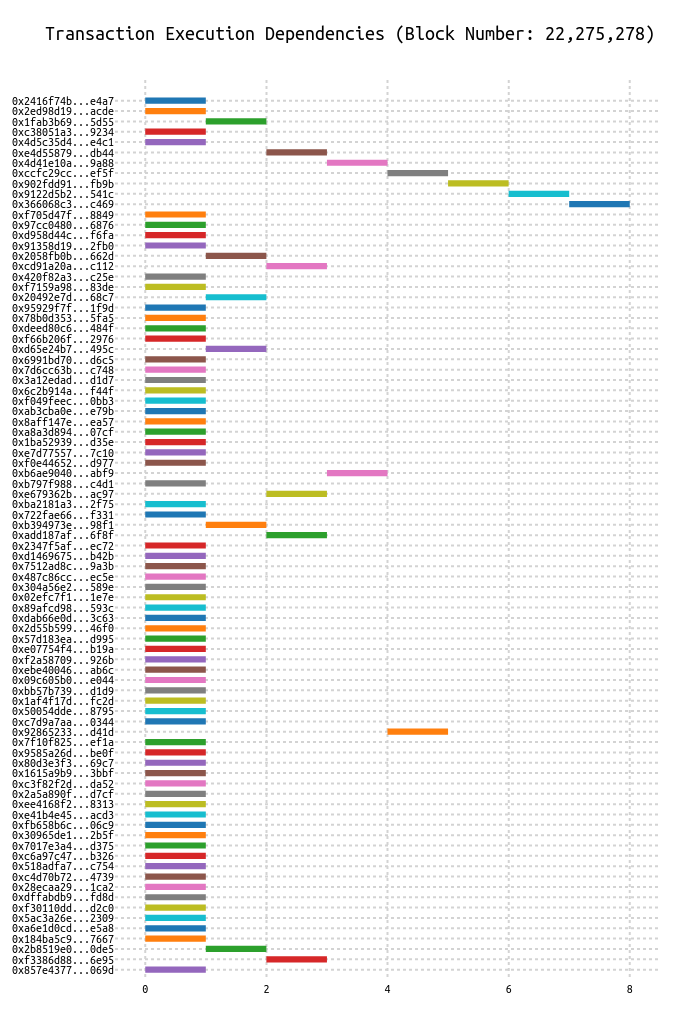 Transaction Execution Dependencies (Block Number: 22,275,278)
0x2416f74b...e4a7
0x2ed98d19...acde
0x1fab3b69...5d55
0xc38051a3...9234
0x4d5c35d4...e4c1
0xe4d55879...db44
0x4d41e10a...9a88
0xccfc29cc...ef5f
0x902fdd91...fb9b
0x9122d5b2...541c
0x366068c3...c469
0xf705d47f...8849
0x97cc0480...6876
0xd958d44c...f6fa
0x91358d19...2fb0
0x2058fb0b...662d
0xcd91a20a...c112
0x420f82a3...c25e
0xf7159a98...83de
0x20492e7d...68c7
0x95929f7f...1f9d
0x78b0d353...5fa5
0xdeed80c6...484f
0xf66b206f...2976
0xd65e24b7...495c
0x6991bd70...d6c5
0x7d6cc63b...c748
0x3a12edad...d1d7
0x6c2b914a...f44f
0xf049feec...0bb3
0xab3cba0e...e79b
0x8aff147e...ea57
0xa8a3d894...07cf
0x1ba52939...d35e
0xe7d77557...7c10
0xf0e44652...d977
0xb6ae9040...abf9
0xb797f988...c4d1
0xe679362b...ac97
0xba2181a3...2f75
0x722fae66...f331
0xb394973e...98f1
0xadd187af...6f8f
0x2347f5af...ec72
0xd1469675...b42b
0x7512ad8c...9a3b
0x487c86cc...ec5e
0x304a56e2...589e
0x02efc7f1...1e7e
0x89afcd98...593c
0xdab66e0d...3c63
0x2d55b599...46f0
0x57d183ea...d995
0xe07754f4...b19a
0xf2a58709...926b
0xebe40046...ab6c
0x09c605b0...e044
0xbb57b739...d1d9
0x1af4f17d...fc2d
0x50054dde...8795
0xc7d9a7aa...0344
0x92865233...d41d
0x7f10f825...ef1a
0x9585a26d...be0f
0x80d3e3f3...69c7
0x1615a9b9...3bbf
0xc3f82f2d...da52
0x2a5a890f...d7cf
0xee4168f2...8313
0xe41b4e45...acd3
0xfb658b6c...06c9
0x30965de1...2b5f
0x7017e3a4...d375
0xc6a97c47...b326
0x518adfa7...c754
0xc4d70b72...4739
0x28ecaa29...1ca2
0xdffabdb9...fd8d
0xf30110dd...d2c0
0x5ac3a26e...2309
0xa6e1d0cd...e5a8
0x184ba5c9...7667
0x2b8519e0...0de5
0xf3386d88...6e95
0x857e4377...069d
0 2 4 6 8